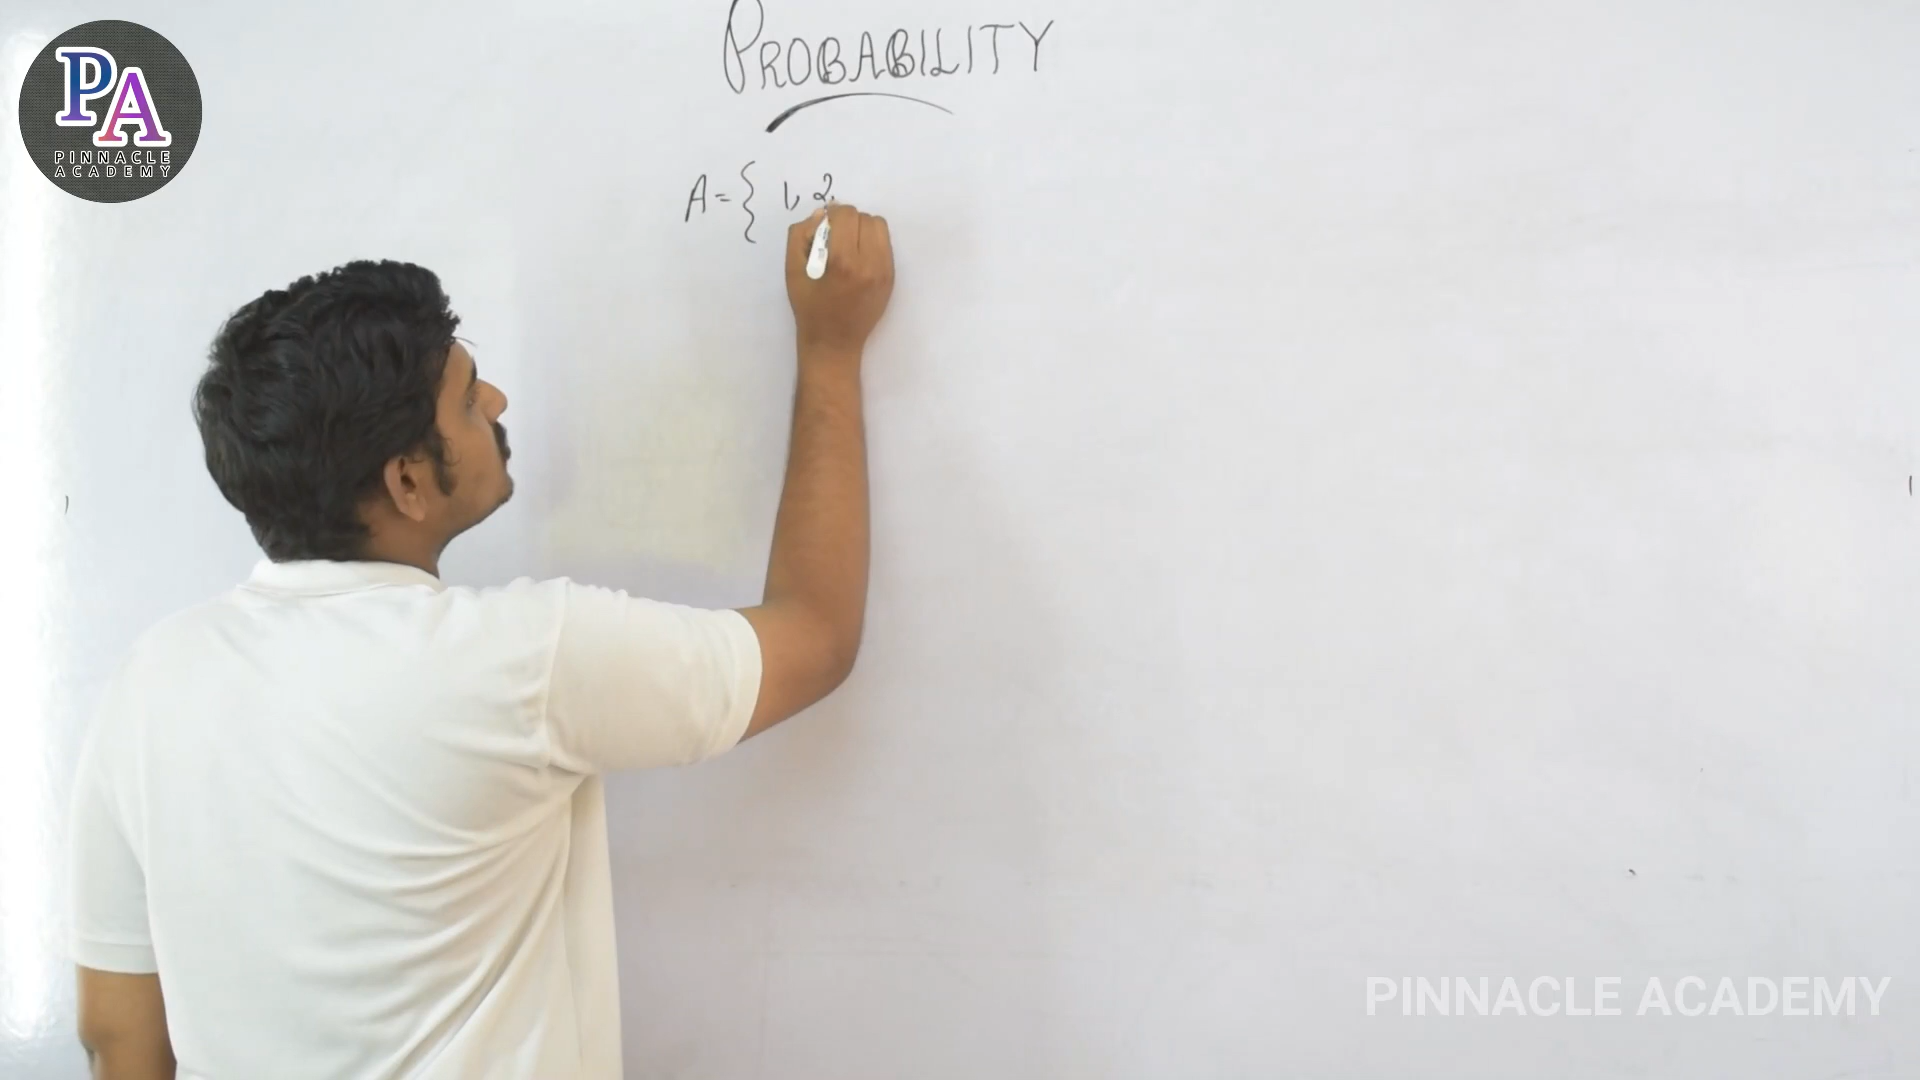 PROBABILITY
A = { 1, 2,
PA
PINNACLE
ACADEMY
PINNACLE ACADEMY